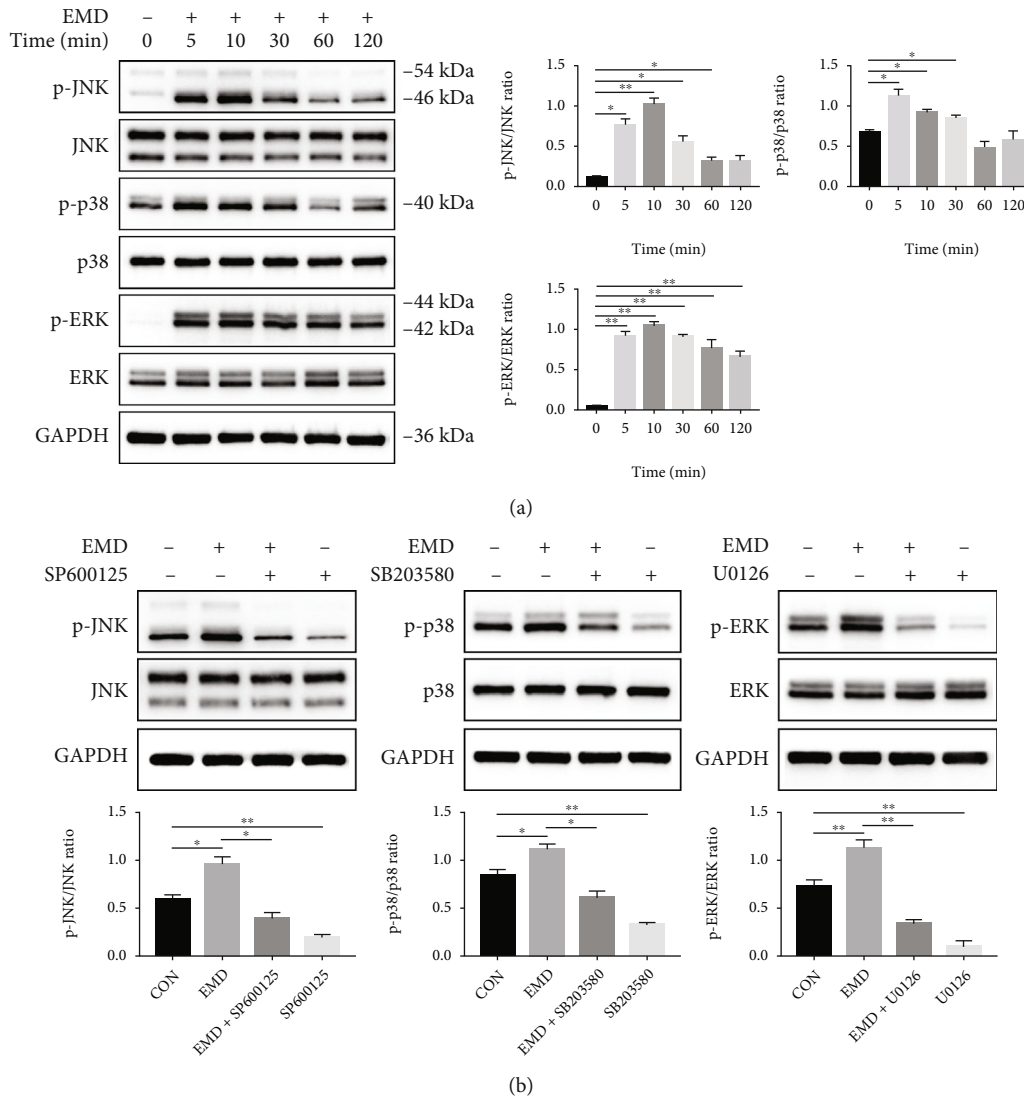 EMD – + + + + +
Time (min) 0 5 10 30 60 120
p-JNK –54 kDa
–46 kDa
JNK
p-p38 –40 kDa
p38
p-ERK –44 kDa
–42 kDa
ERK
GAPDH –36 kDa
p-JNK/JNK ratio
1.5
1.0
0.5
0.0
*
*
**
*
0 5 10 30 60 120
Time (min)
p-p38/p38 ratio
1.5
1.0
0.5
0.0
*
*
*
0 5 10 30 60 120
Time (min)
p-ERK/ERK ratio
1.5
1.0
0.5
0.0
**
**
**
**
**
0 5 10 30 60 120
Time (min)
(a)
EMD – + + –
SP600125 – – + +
p-JNK
JNK
GAPDH
p-JNK/JNK ratio
1.5
1.0
0.5
0.0
**
* *
CON
EMD
EMD + SP600125
SP600125
EMD – + + –
SB203580 – – + +
p-p38
p38
GAPDH
p-p38/p38 ratio
1.5
1.0
0.5
0.0
**
* *
CON
EMD
EMD + SB203580
SB203580
EMD – + + –
U0126 – – + +
p-ERK
ERK
GAPDH
p-ERK/ERK ratio
1.5
1.0
0.5
0.0
**
** **
CON
EMD
EMD + U0126
U0126
(b)